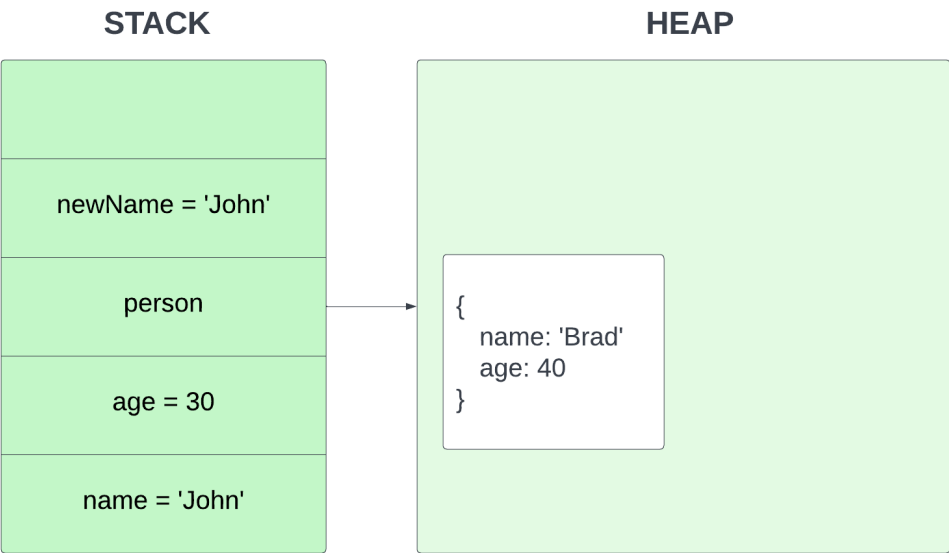 STACK
HEAP
newName = 'John'
person
age = 30
name = 'John'
{
name: 'Brad'
age: 40
}